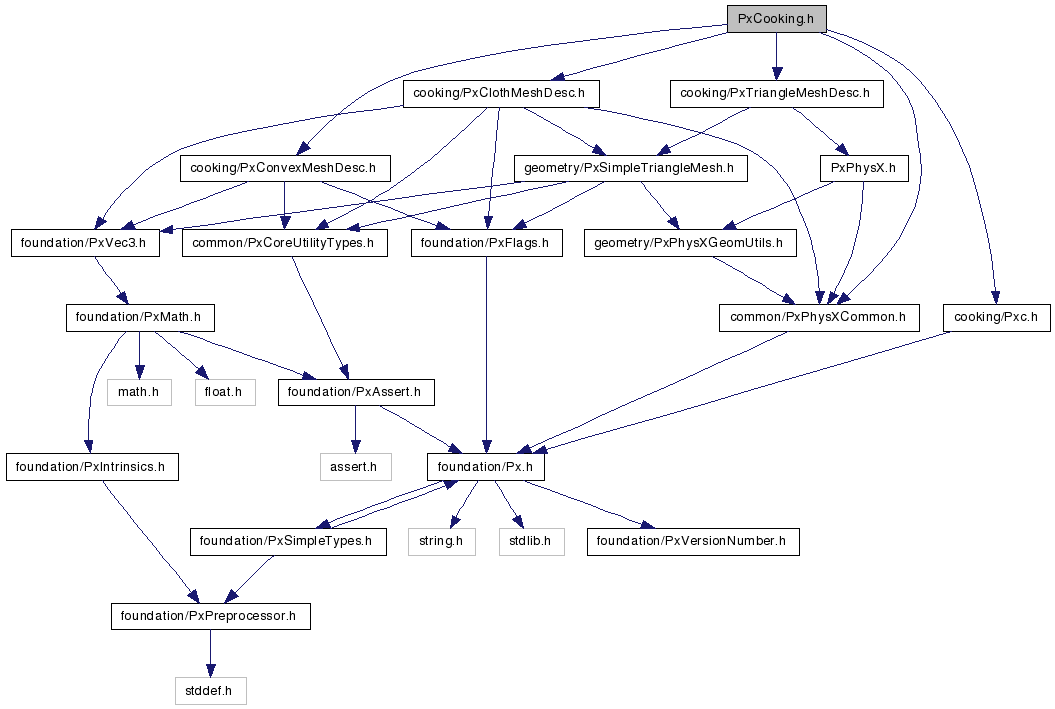 PxCooking.h
cooking/PxClothMeshDesc.h
cooking/PxTriangleMeshDesc.h
cooking/PxConvexMeshDesc.h
geometry/PxSimpleTriangleMesh.h
PxPhysX.h
foundation/PxVec3.h
common/PxCoreUtilityTypes.h
foundation/PxFlags.h
geometry/PxPhysXGeomUtils.h
foundation/PxMath.h
common/PxPhysXCommon.h
cooking/Pxc.h
math.h
float.h
foundation/PxAssert.h
foundation/PxIntrinsics.h
assert.h
foundation/Px.h
foundation/PxSimpleTypes.h
string.h
stdlib.h
foundation/PxVersionNumber.h
foundation/PxPreprocessor.h
stddef.h